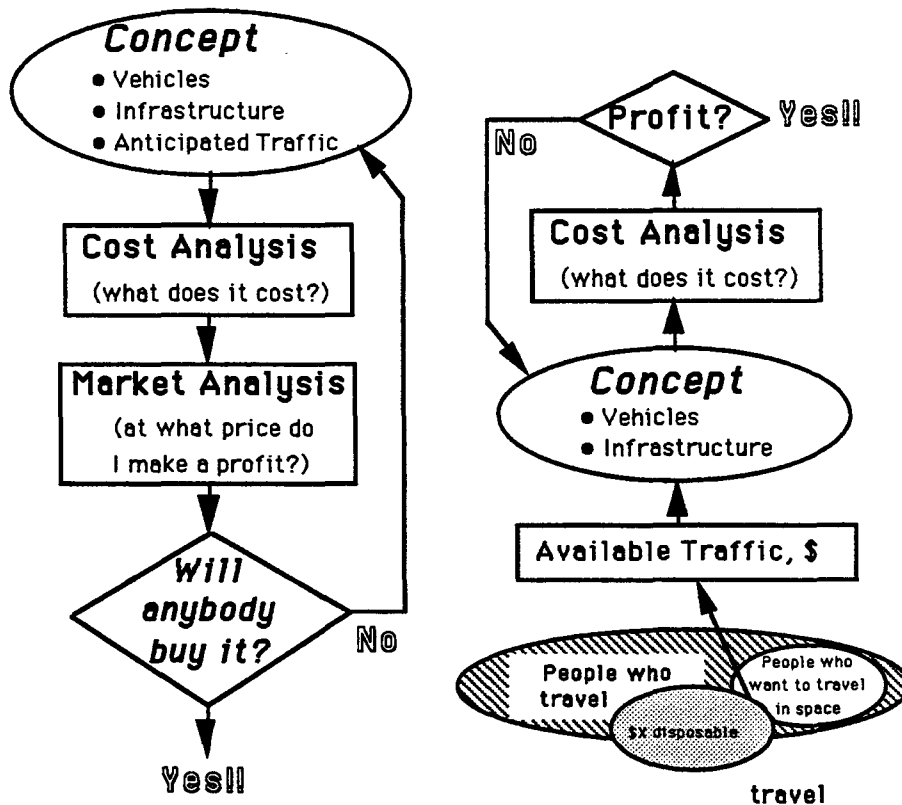 Concept
● Vehicles
● Infrastructure
● Anticipated Traffic
Cost Analysis
(what does it cost?)
Market Analysis
(at what price do
I make a profit?)
Will
anybody
buy it?
No
Yes!!
Profit?
Yes!!
No
Cost Analysis
(what does it cost?)
Concept
● Vehicles
● Infrastructure
Available Traffic, $
People who
travel
People who
want to travel
in space
$X disposable
travel